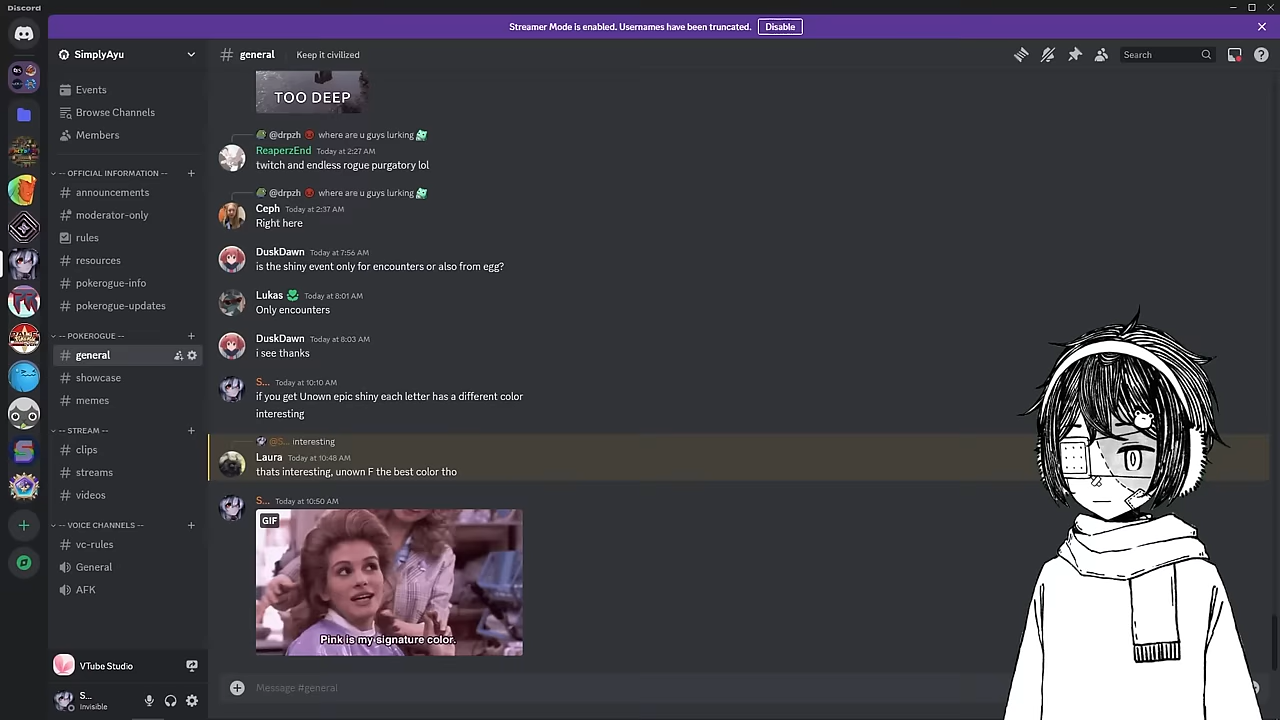 Discord
Streamer Mode is enabled. Usernames have been truncated.
Disable
SimplyAyu
general
Keep it civilized
Search
Events
Browse Channels
Members
-- OFFICIAL INFORMATION --
announcements
moderator-only
rules
resources
pokerogue-info
pokerogue-updates
-- POKEROGUE --
general
showcase
memes
-- STREAM --
clips
streams
videos
-- VOICE CHANNELS --
vc-rules
General
AFK
VTube Studio
S...
Invisible
TOO DEEP
@drpzh where are u guys lurking
ReaperzEnd Today at 2:27 AM
twitch and endless rogue purgatory lol
@drpzh where are u guys lurking
Ceph Today at 2:37 AM
Right here
DuskDawn Today at 7:56 AM
is the shiny event only for encounters or also from egg?
Lukas Today at 8:01 AM
Only encounters
DuskDawn Today at 8:03 AM
i see thanks
S... Today at 10:10 AM
if you get Unown epic shiny each letter has a different color
interesting
@S... interesting
Laura Today at 10:48 AM
thats interesting, unown F the best color tho
S... Today at 10:50 AM
GIF
Pink is my signature color.
Message #general